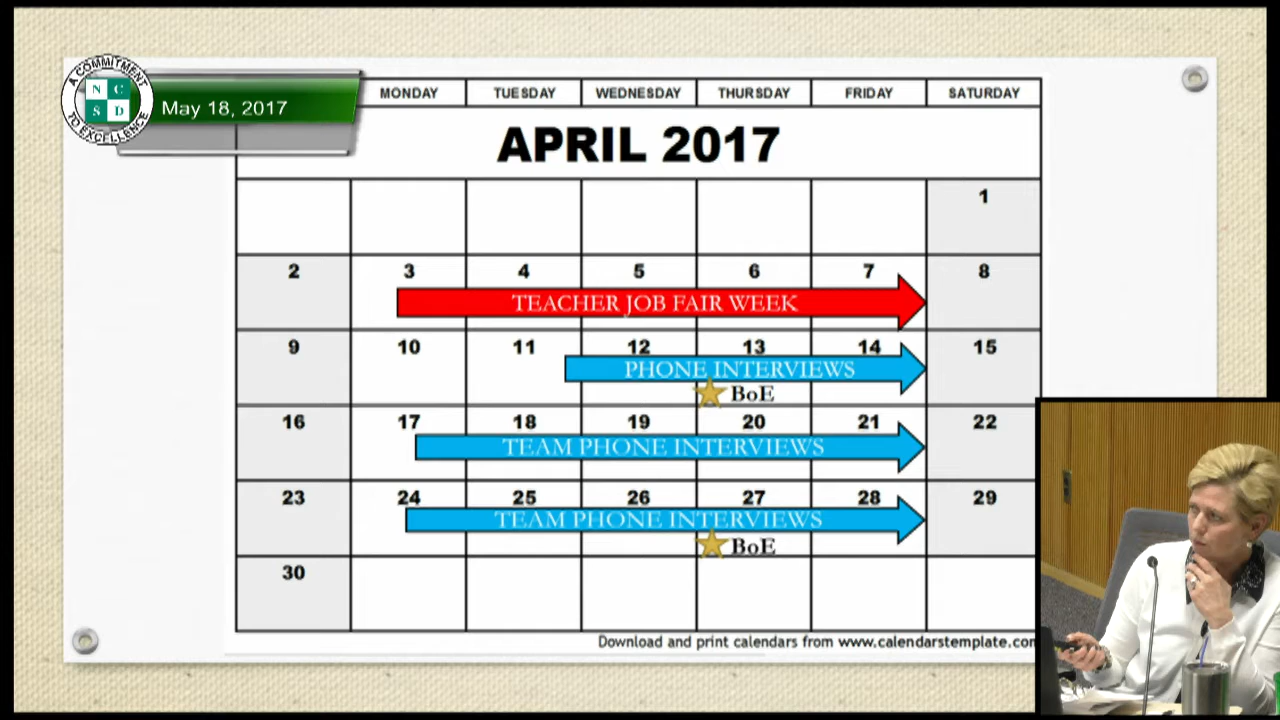 A COMMITMENT
N C
S D
TO EXCELLENCE
May 18, 2017
MONDAY TUESDAY WEDNESDAY THURSDAY FRIDAY SATURDAY
APRIL 2017
1
2 3 4 5 6 7 8
TEACHER JOB FAIR WEEK
9 10 11 12 13 14 15
PHONE INTERVIEWS
BoE
16 17 18 19 20 21 22
TEAM PHONE INTERVIEWS
23 24 25 26 27 28 29
TEAM PHONE INTERVIEWS
BoE
30
Download and print calendars from www.calendarstemplate.com